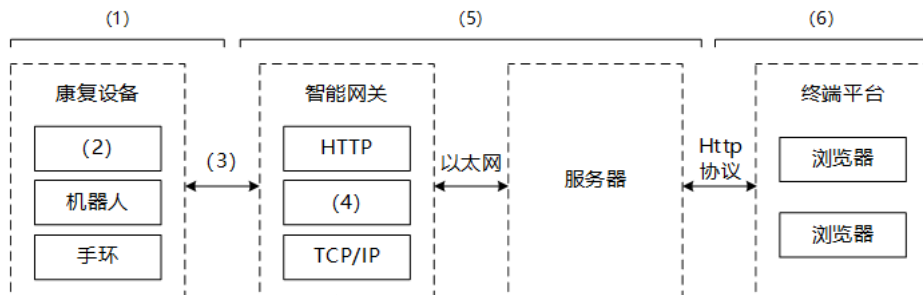 (1)
(5)
(6)
康复设备
(2)
机器人
手环
(3)
智能网关
HTTP
(4)
TCP/IP
以太网
服务器
Http
协议
终端平台
浏览器
浏览器